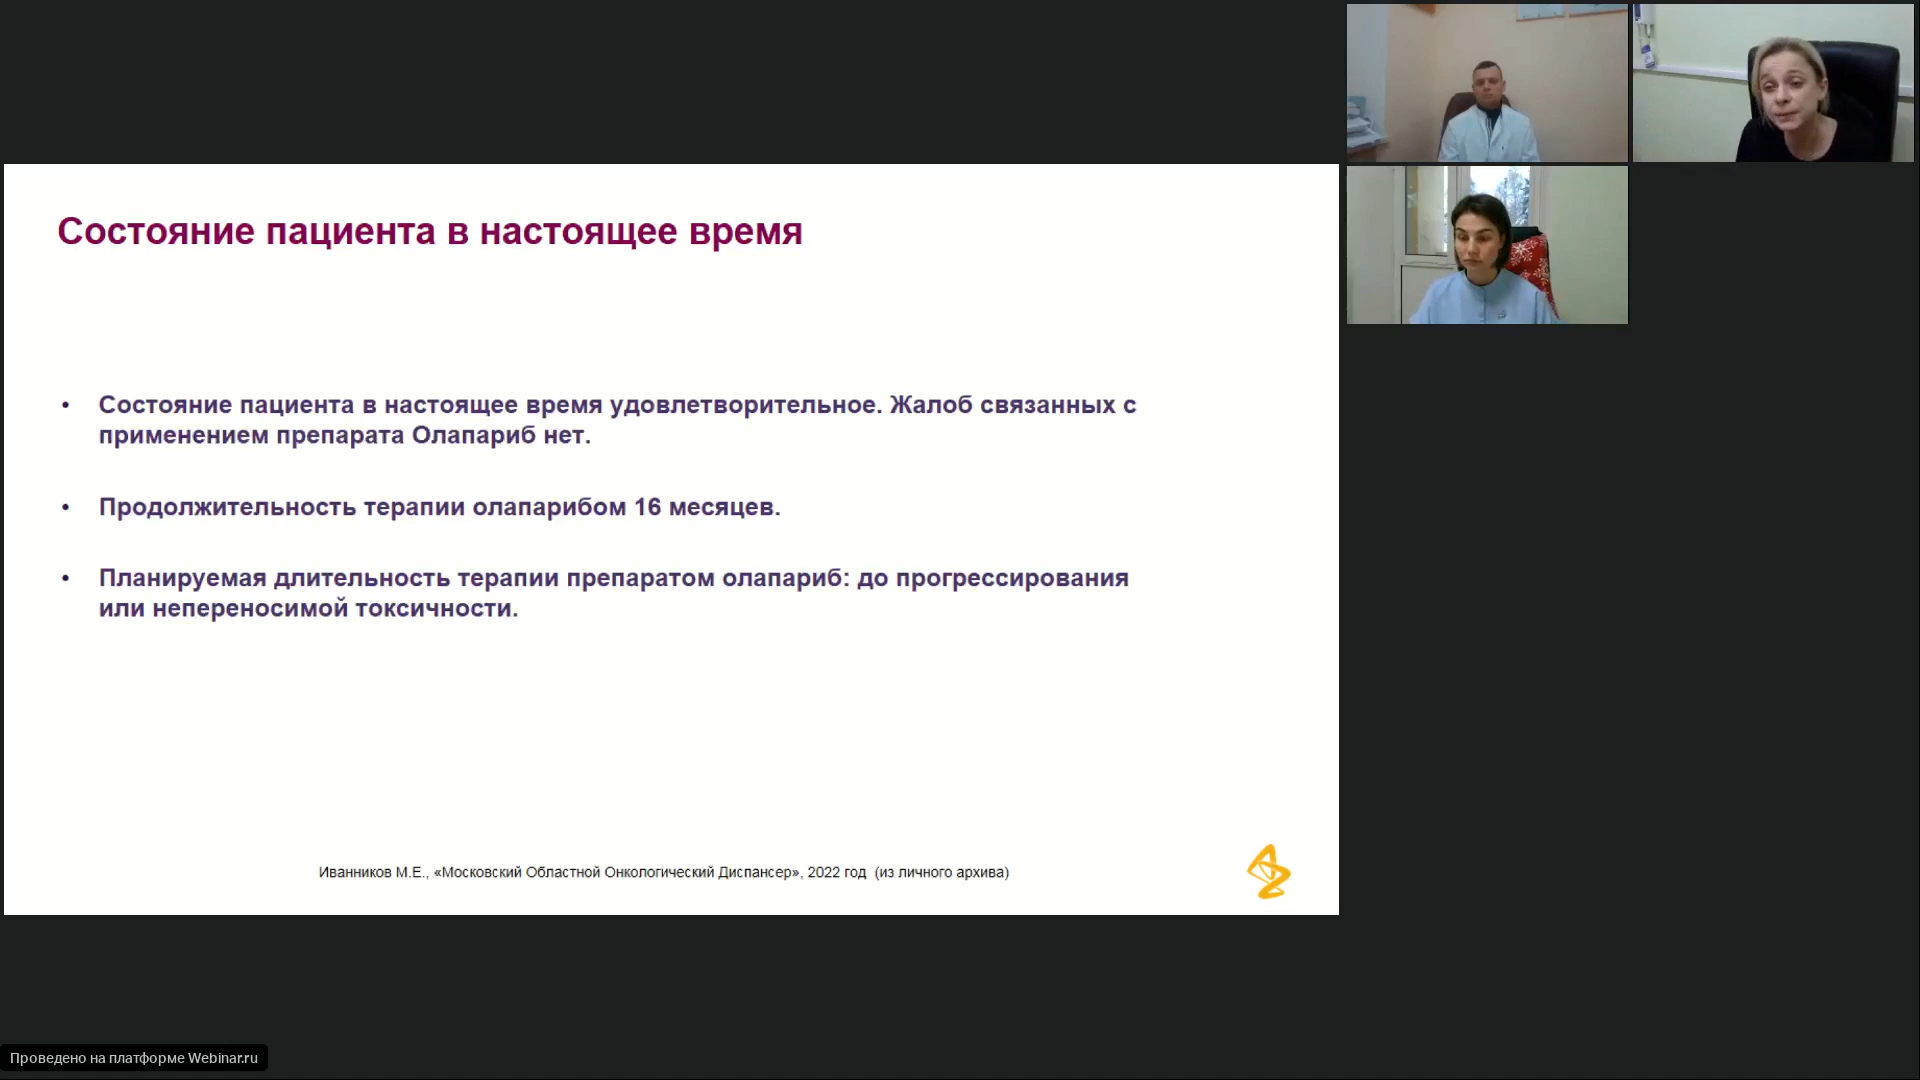 Состояние пациента в настоящее время
• Состояние пациента в настоящее время удовлетворительное. Жалоб связанных с
применением препарата Олапариб нет.
• Продолжительность терапии олапарибом 16 месяцев.
• Планируемая длительность терапии препаратом олапариб: до прогрессирования
или непереносимой токсичности.
Иванников М.Е., «Московский Областной Онкологический Диспансер», 2022 год (из личного архива)
Проведено на платформе Webinar.ru